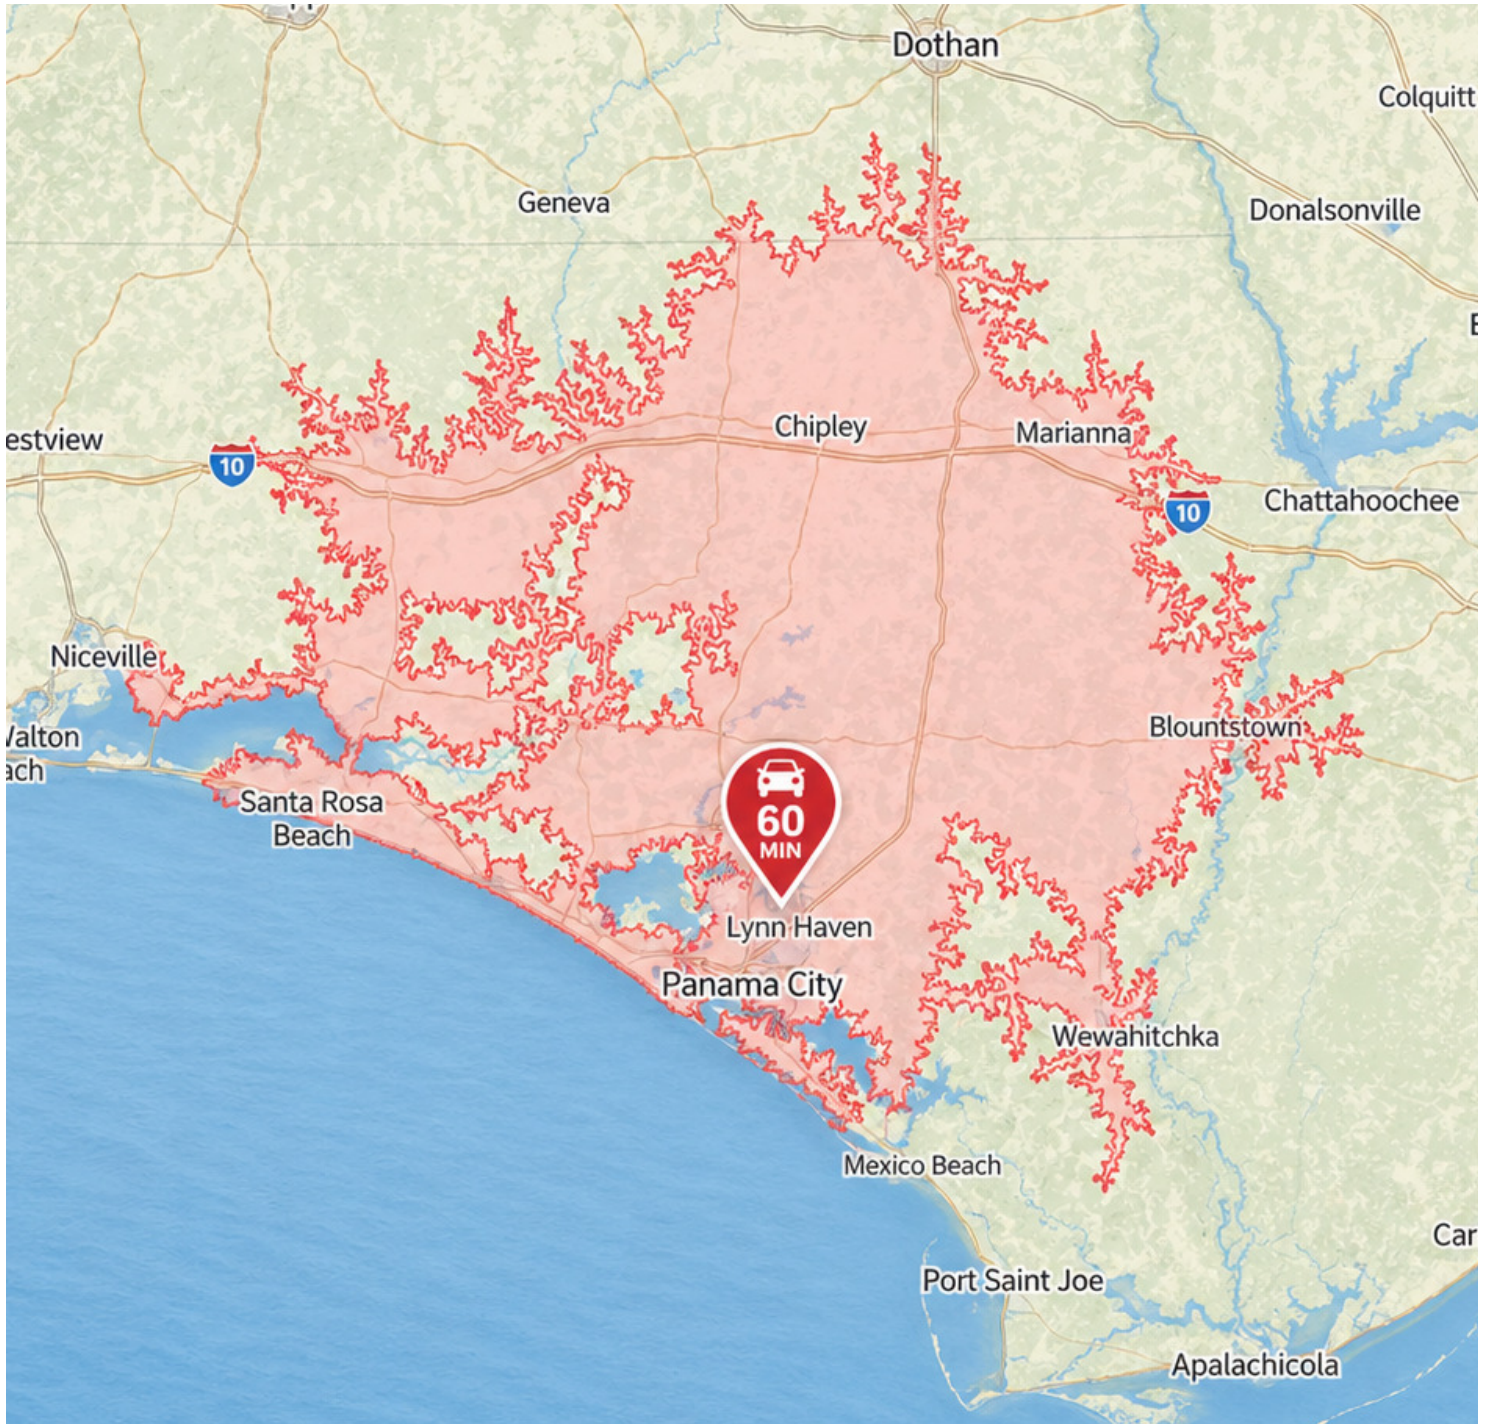 Dothan
Colquitt
Geneva
Donalsonville
estview
10
Chipley
Marianna
Chattahoochee
10
Niceville
Blountstown
Valton
ach
60
MIN
Santa Rosa
Beach
Lynn Haven
Panama City
Wewahitchka
Mexico Beach
Car
Port Saint Joe
Apalachicola